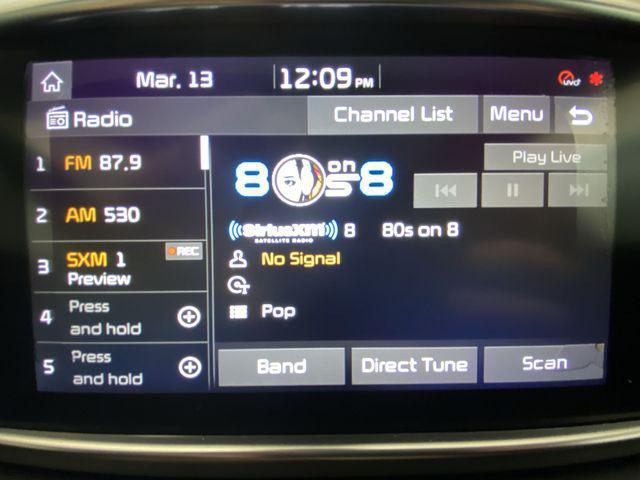 Mar. 13 12:09 PM UVO
Radio Channel List Menu
1 FM 87.9
2 AM 530
3 SXM 1 REC
Preview
4 Press
and hold
5 Press
and hold
80s on 8
Play Live
SiriusXM 8 80s on 8
SATELLITE RADIO
No Signal
Pop
Band Direct Tune Scan